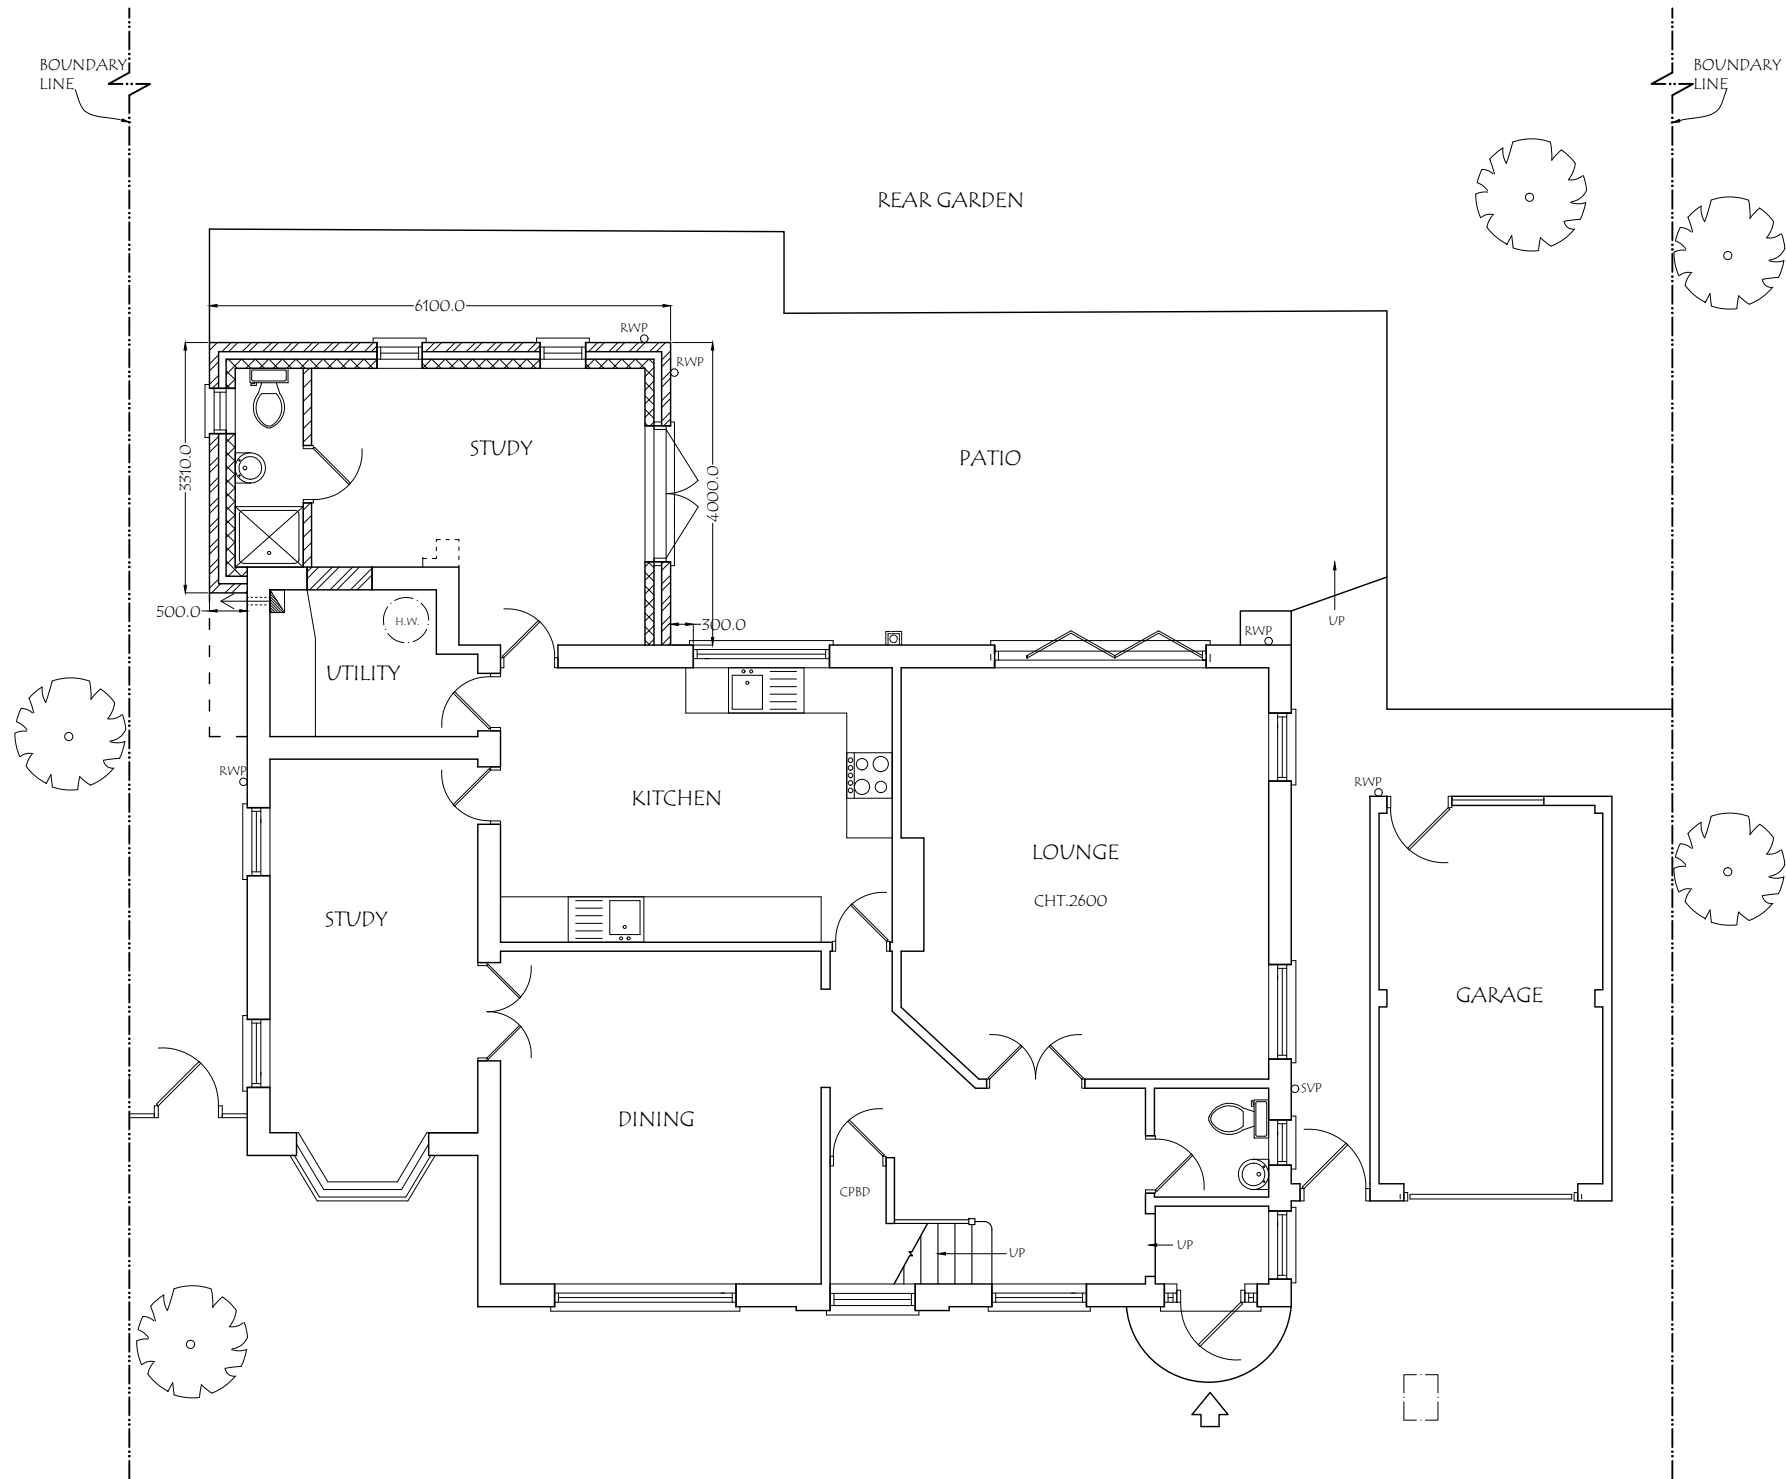 BOUNDARY
LINE
BOUNDARY
LINE
REAR GARDEN
6100.0
RWP
RWP
STUDY
PATIO
3310.0
4000.0
500.0
H.W.
300.0
RWP
UP
UTILITY
RWP
RWP
KITCHEN
LOUNGE
CHT.2600
STUDY
GARAGE
SVP
DINING
CPBD
UP
UP